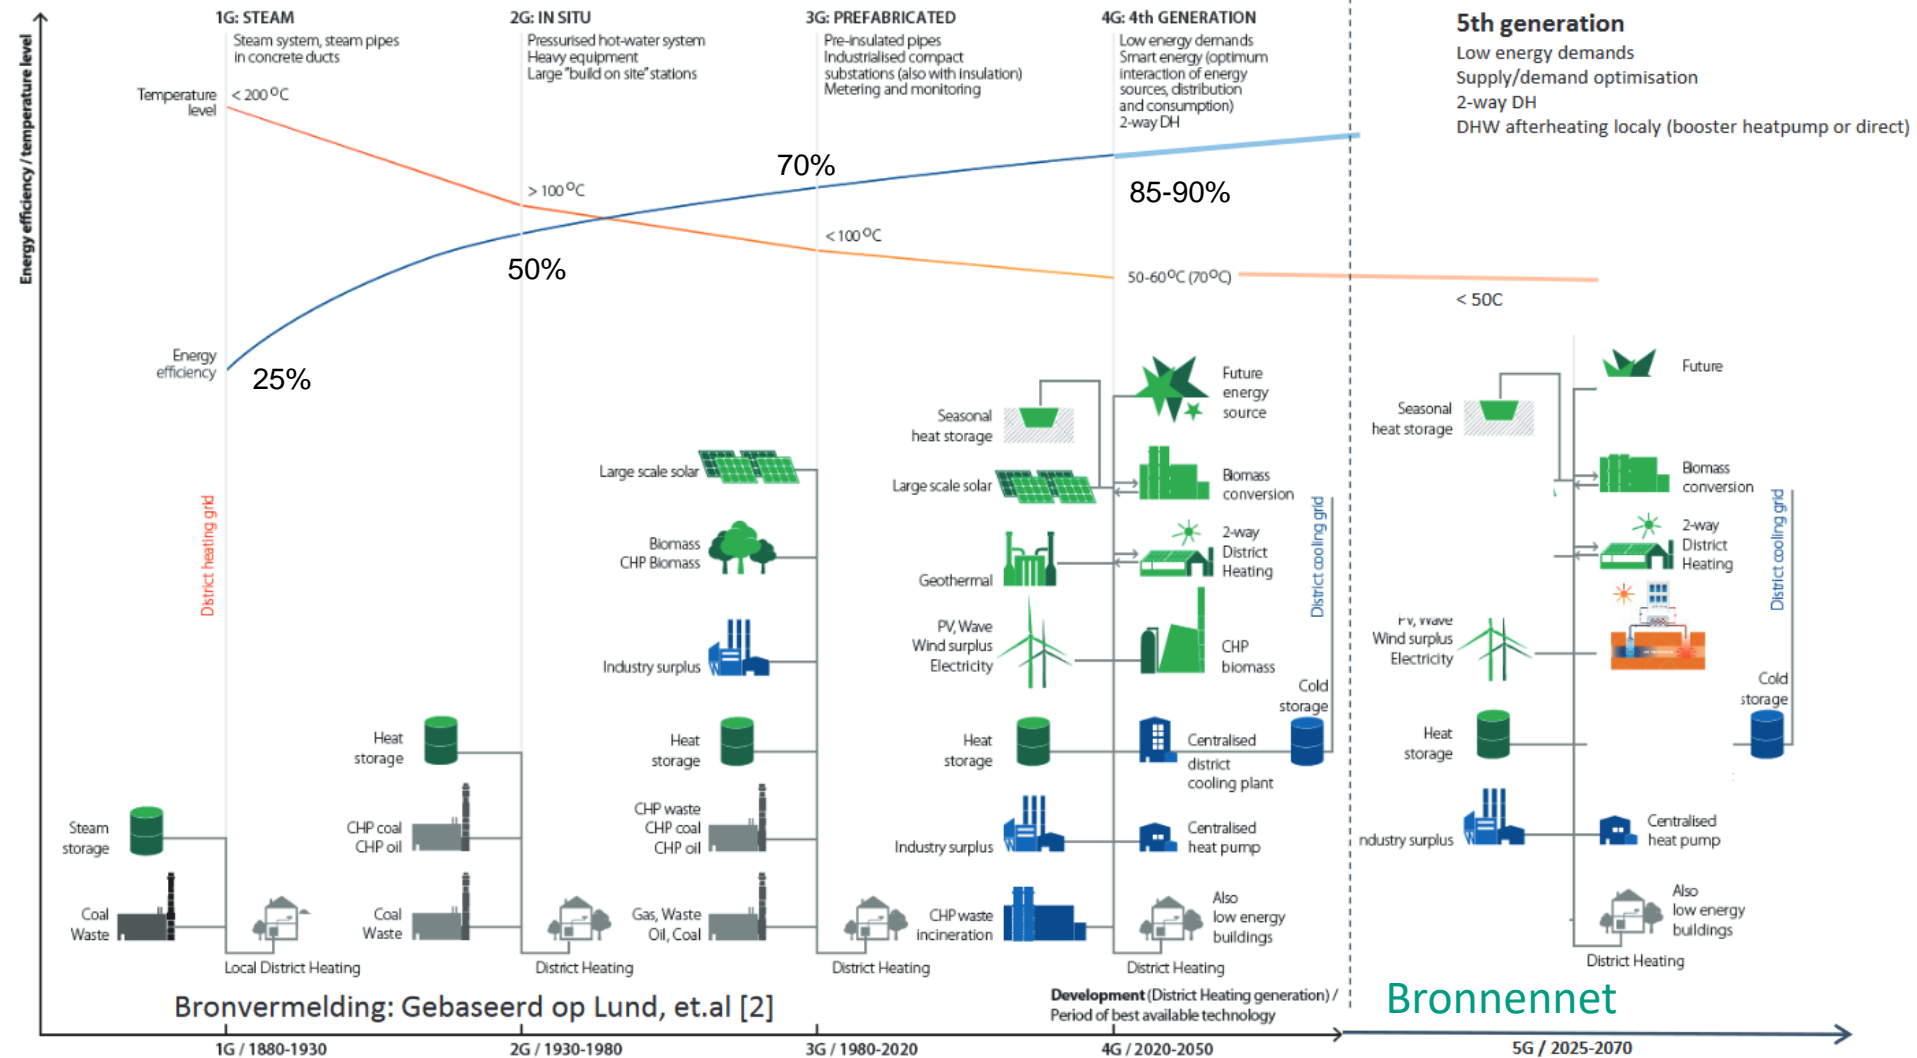 1G: STEAM
Steam system, steam pipes
in concrete ducts
2G: IN SITU
Pressurised hot-water system
Heavy equipment
Large "build on site" stations
3G: PREFABRICATED
Pre-insulated pipes
Industrialised compact
substations (also with insulation)
Metering and monitoring
4G: 4th GENERATION
Low energy demands
Smart energy (optimum
interaction of energy
sources, distribution
and consumption)
2-way DH
5th generation
Low energy demands
Supply/demand optimisation
2-way DH
DHW afterheating localy (booster heatpump or direct)
Energy efficiency / temperature level
Temperature
level
< 200 °C
> 100 °C
< 100 °C
50-60°C (70°C)
< 50C
Energy
efficiency
25%
50%
70%
85-90%
District heating grid
Steam
storage
Coal
Waste
Local District Heating
Heat
storage
CHP coal
CHP oil
Coal
Waste
District Heating
Large scale solar
Biomass
CHP Biomass
Industry surplus
Heat
storage
CHP waste
CHP coal
CHP oil
Gas, Waste
Oil, Coal
District Heating
Seasonal
heat storage
Large scale solar
Geothermal
PV, Wave
Wind surplus
Electricity
Heat
storage
Industry surplus
CHP waste
incineration
Future
energy
source
Biomass
conversion
2-way
District
Heating
CHP
biomass
Centralised
district
cooling plant
Centralised
heat pump
Also
low energy
buildings
District Heating
District cooling grid
Cold
storage
Seasonal
heat storage
PV, Wave
Wind surplus
Electricity
Heat
storage
ndustry surplus
Future
Biomass
conversion
2-way
District
Heating
Centralised
heat pump
Also
low energy
buildings
District Heating
District cooling grid
Cold
storage
Bronvermelding: Gebaseerd op Lund, et.al [2]
Development (District Heating generation) /
Period of best available technology
Bronnennet
1G / 1880-1930
2G / 1930-1980
3G / 1980-2020
4G / 2020-2050
5G / 2025-2070